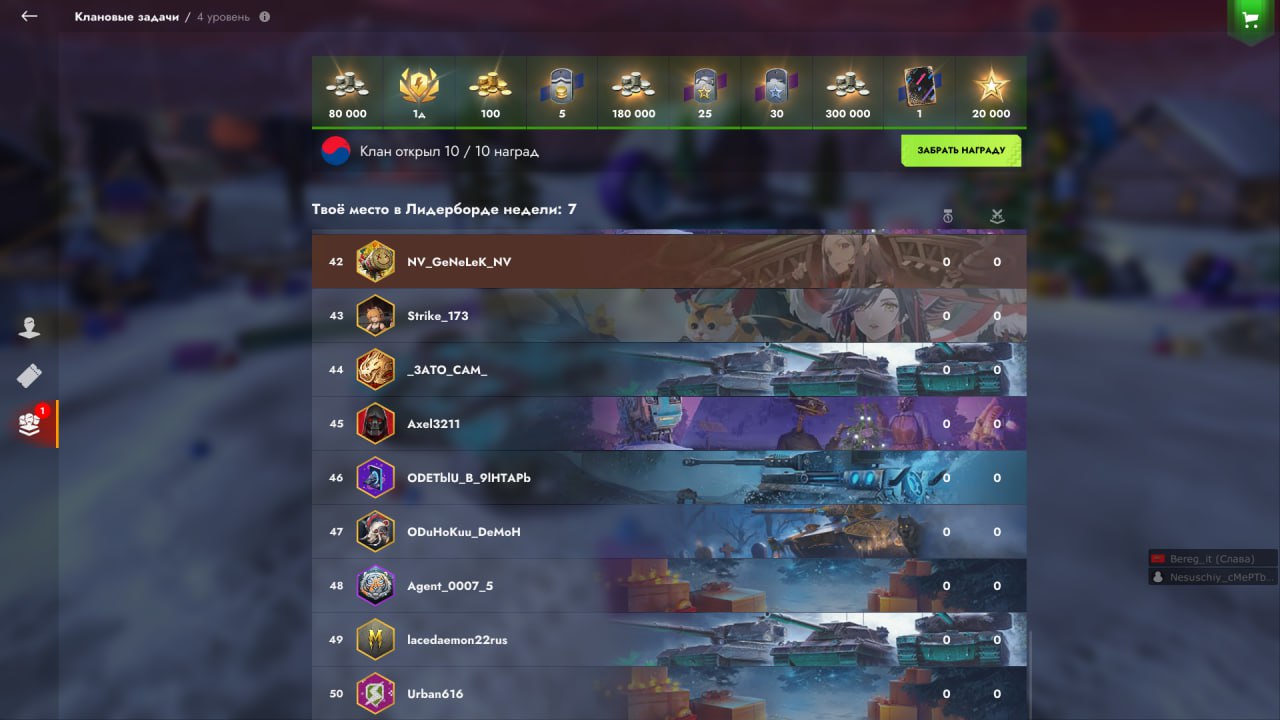 Клановые задачи / 4 уровень
80 000 1д 100 5 180 000 25 30 300 000 1 20 000
Клан открыл 10 / 10 наград
ЗАБРАТЬ НАГРАДУ
Твоё место в Лидерборде недели: 7
42 NV_GeNeLeK_NV 0 0
43 Strike_173 0 0
44 _3ATO_CAM_ 0 0
1
45 Axel3211 0 0
46 ODETblU_B_9lHTAPb 0 0
47 ODuHoKuu_DeMoH 0 0
Bereg_it (Слава)
Nesuschiy_cMePTb...
48 Agent_0007_5 0 0
49 lacedaemon22rus 0 0
50 Urban616 0 0